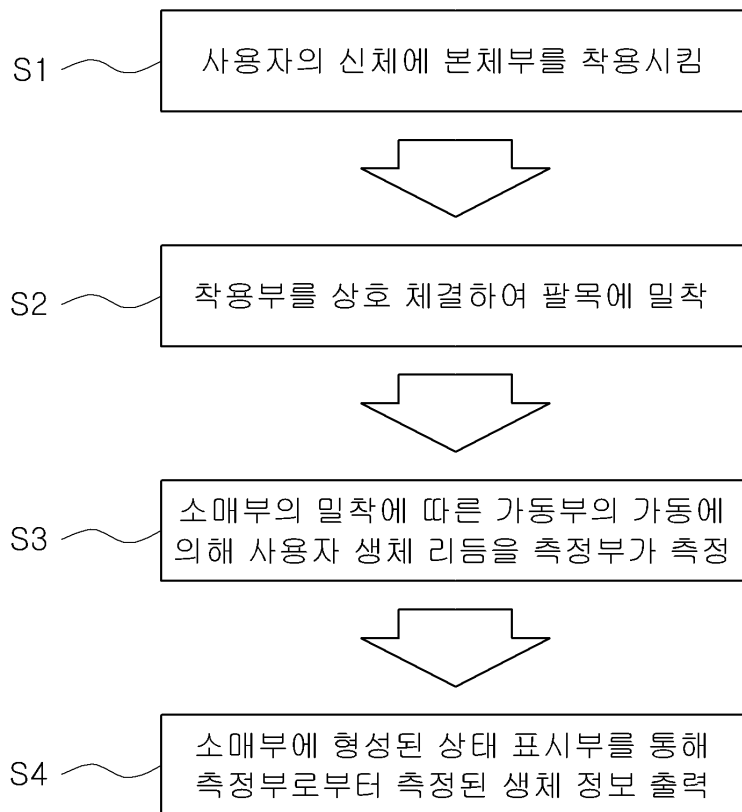 S1
사용자의 신체에 본체부를 착용시킴
S2
착용부를 상호 체결하여 팔목에 밀착
S3
소매부의 밀착에 따른 가동부의 가동에
의해 사용자 생체 리듬을 측정부가 측정
S4
소매부에 형성된 상태 표시부를 통해
측정부로부터 측정된 생체 정보 출력